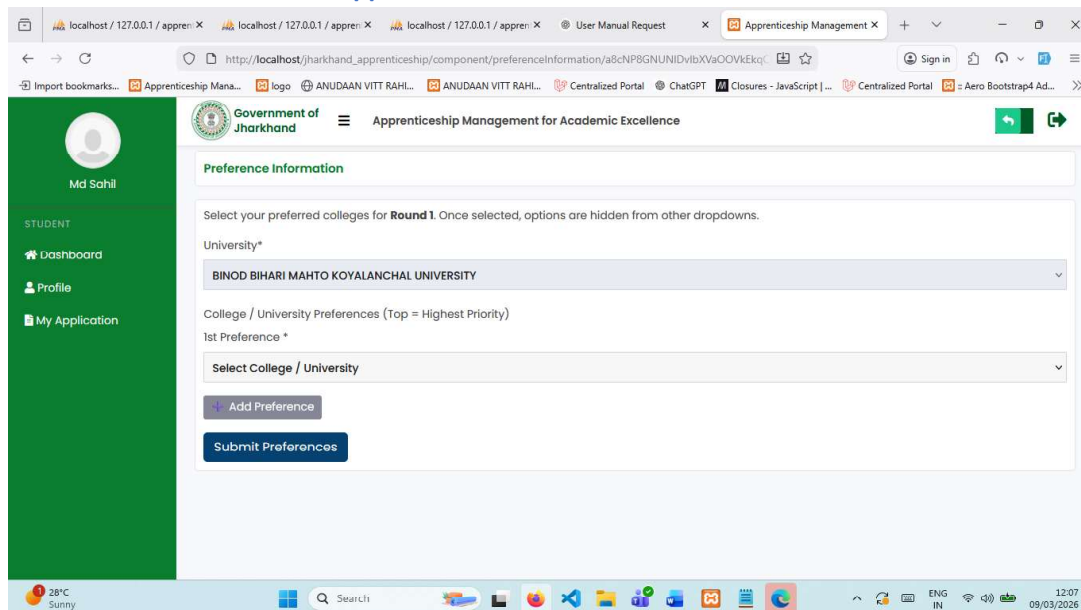 localhost / 127.0.0.1 / appren
localhost / 127.0.0.1 / appren
localhost / 127.0.0.1 / appren
User Manual Request
Apprenticeship Management
http://localhost/jharkhand_apprenticeship/component/preferenceInformation/a8cNP8GNUNIDvIbXVaOOVkEkqC
Sign in
Import bookmarks...
Apprenticeship Mana...
logo
ANUDAAN VITT RAHI...
ANUDAAN VITT RAHI...
Centralized Portal
ChatGPT
Closures - JavaScript | ...
Centralized Portal
:: Aero Bootstrap4 Ad...
Government of
Jharkhand
Apprenticeship Management for Academic Excellence
Md Sahil
STUDENT
Dashboard
Profile
My Application
Preference Information
Select your preferred colleges for Round 1. Once selected, options are hidden from other dropdowns.
University*
BINOD BIHARI MAHTO KOYALANCHAL UNIVERSITY
College / University Preferences (Top = Highest Priority)
1st Preference *
Select College / University
Add Preference
Submit Preferences
1
28°C
Sunny
Search
ENG
IN
12:07
09/03/2026